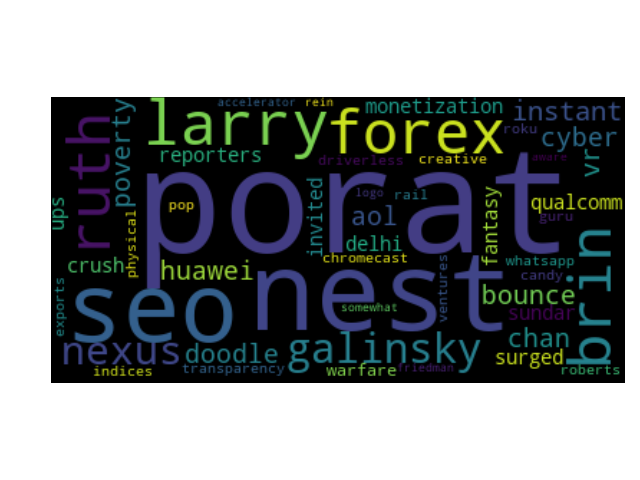 accelerator rein
larry
forex
monetization
instant
roku
cyber
ruth
poverty
reporters
driverless
creative
aware
vr
porat
pop
logo
rail
aol
invited
delhi
chromecast
fantasy
qualcomm
guru
ups
physical
crush
huawei
nest
whatsapp
candy
ventures
bounce
sundar
brin
exports
seo
somewhat
chan
nexus
doodle
galinsky
surged
indices
transparency
warfare
friedman
roberts